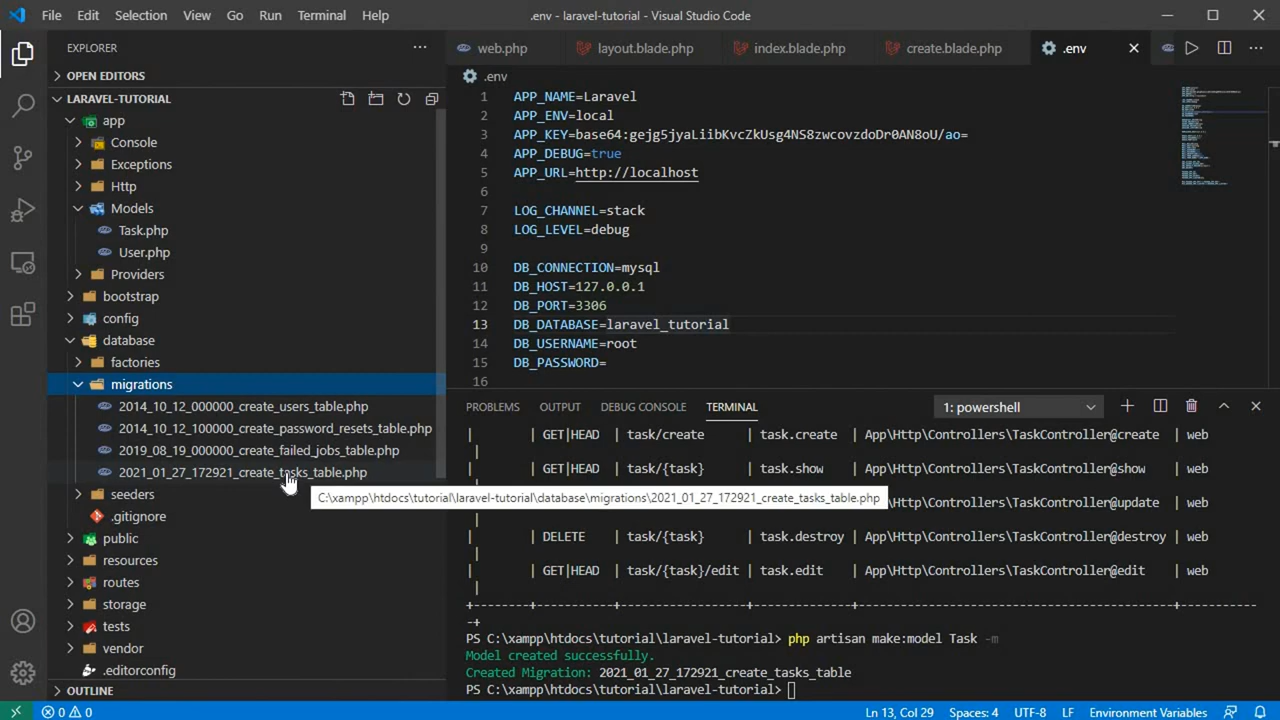 File Edit Selection View Go Run Terminal Help .env - laravel-tutorial - Visual Studio Code
EXPLORER
OPEN EDITORS
LARAVEL-TUTORIAL
app
Console
Exceptions
Http
Models
Task.php
User.php
Providers
bootstrap
config
database
factories
migrations
2014_10_12_000000_create_users_table.php
2014_10_12_100000_create_password_resets_table.php
2019_08_19_000000_create_failed_jobs_table.php
2021_01_27_172921_create_tasks_table.php
seeders
.gitignore
public
resources
routes
storage
tests
vendor
.editorconfig
OUTLINE
web.php layout.blade.php index.blade.php create.blade.php .env
.env
1 APP_NAME=Laravel
2 APP_ENV=local
3 APP_KEY=base64:gejg5jyaLiibKvcZkUsg4NS8zwcovzdoDr0AN8oU/ao=
4 APP_DEBUG=true
5 APP_URL=http://localhost
6
7 LOG_CHANNEL=stack
8 LOG_LEVEL=debug
9
10 DB_CONNECTION=mysql
11 DB_HOST=127.0.0.1
12 DB_PORT=3306
13 DB_DATABASE=laravel_tutorial
14 DB_USERNAME=root
15 DB_PASSWORD=
16
PROBLEMS OUTPUT DEBUG CONSOLE TERMINAL 1: powershell
| | GET|HEAD | task/create | task.create | App\Http\Controllers\TaskController@create | web
|
| | GET|HEAD | task/{task} | task.show | App\Http\Controllers\TaskController@show | web
C:\xampp\htdocs\tutorial\laravel-tutorial\database\migrations\2021_01_27_172921_create_tasks_table.php
task/{task} | task.update | App\Http\Controllers\TaskController@update | web
|
| | DELETE | task/{task} | task.destroy | App\Http\Controllers\TaskController@destroy | web
|
| | GET|HEAD | task/{task}/edit | task.edit | App\Http\Controllers\TaskController@edit | web
|
+--------+-----------+------------------+--------------+---------------------------------------------+-----------
-+
PS C:\xampp\htdocs\tutorial\laravel-tutorial> php artisan make:model Task -m
Model created successfully.
Created Migration: 2021_01_27_172921_create_tasks_table
PS C:\xampp\htdocs\tutorial\laravel-tutorial>
0 0 Ln 13, Col 29 Spaces: 4 UTF-8 LF Environment Variables